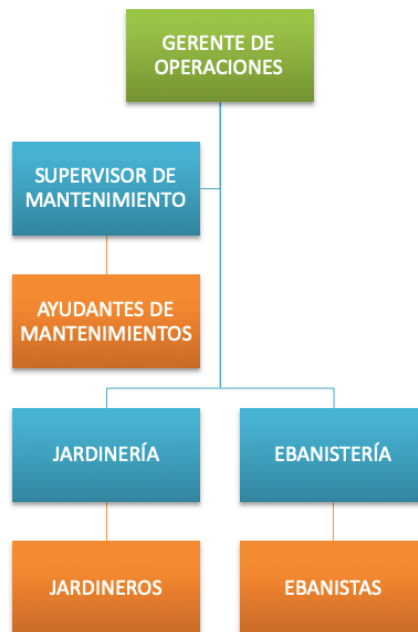 GERENTE DE
OPERACIONES
SUPERVISOR DE
MANTENIMIENTO
AYUDANTES DE
MANTENIMIENTOS
JARDINERÍA
EBANISTERÍA
JARDINEROS
EBANISTAS